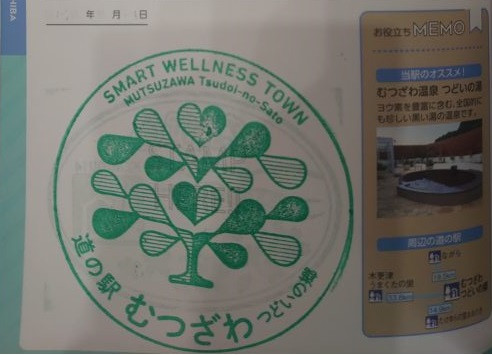 HIBA
年 月 日
SMART WELLNESS TOWN
MUTSUZAWA Tsudoi-no-Sato
道の駅 むつざわ つどいの郷
お役立ち MEMO
当駅のオススメ!
むつざわ温泉 つどいの湯
ヨウ素を豊富に含む、全国的に
も珍しい黒い湯の温泉です。
周辺の道の駅
ながら
木更津
うまくたの里
むつざわ
つどいの郷